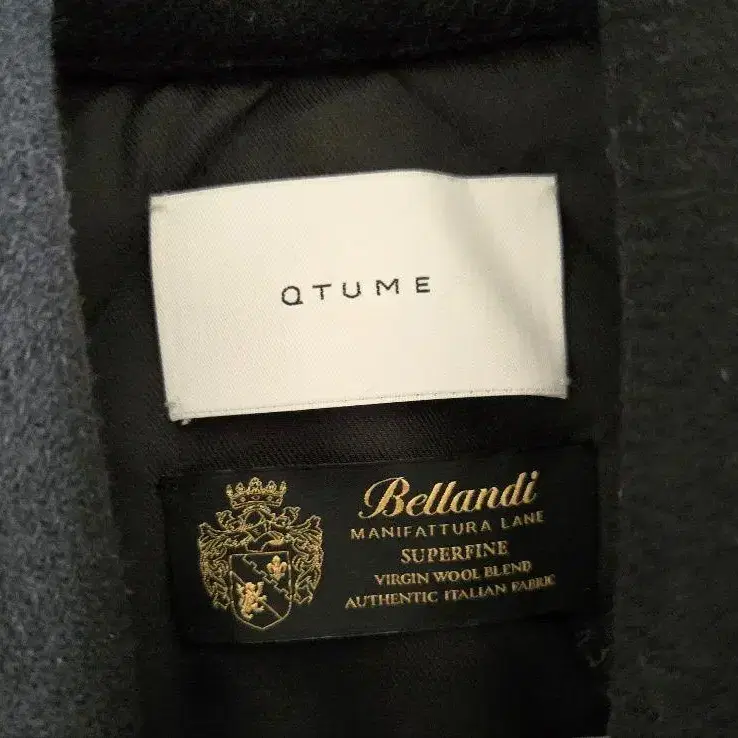 QTUME
Bellandi
MANIFATTURA LANE
SUPERFINE
VIRGIN WOOL BLEND
AUTHENTIC ITALIAN FABRIC